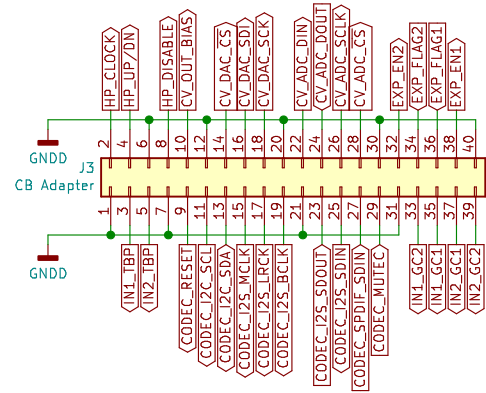 HP_CLOCK
HP_UP/DN
HP_DISABLE
CV_OUT_BIAS
CV_DAC_CS
CV_DAC_SDI
CV_DAC_SCK
CV_ADC_DIN
CV_ADC_DOUT
CV_ADC_SCLK
CV_ADC_CS
EXP_EN2
EXP_FLAG2
EXP_FLAG1
EXP_EN1
GNDD
2
4
6
8
10
12
14
16
18
20
22
24
26
28
30
32
34
36
38
40
J3
CB Adapter
1
3
5
7
9
11
13
15
17
19
21
23
25
27
29
31
33
35
37
39
GNDD
IN1_TBP
IN2_TBP
CODEC_RESET
CODEC_I2C_SCL
CODEC_I2C_SDA
CODEC_I2S_MCLK
CODEC_I2S_LRCK
CODEC_I2S_BCLK
CODEC_I2S_SDOUT
CODEC_I2S_SDIN
CODEC_SPDIF_SDIN
CODEC_MUTEC
IN1_GC2
IN1_GC1
IN2_GC1
IN2_GC2